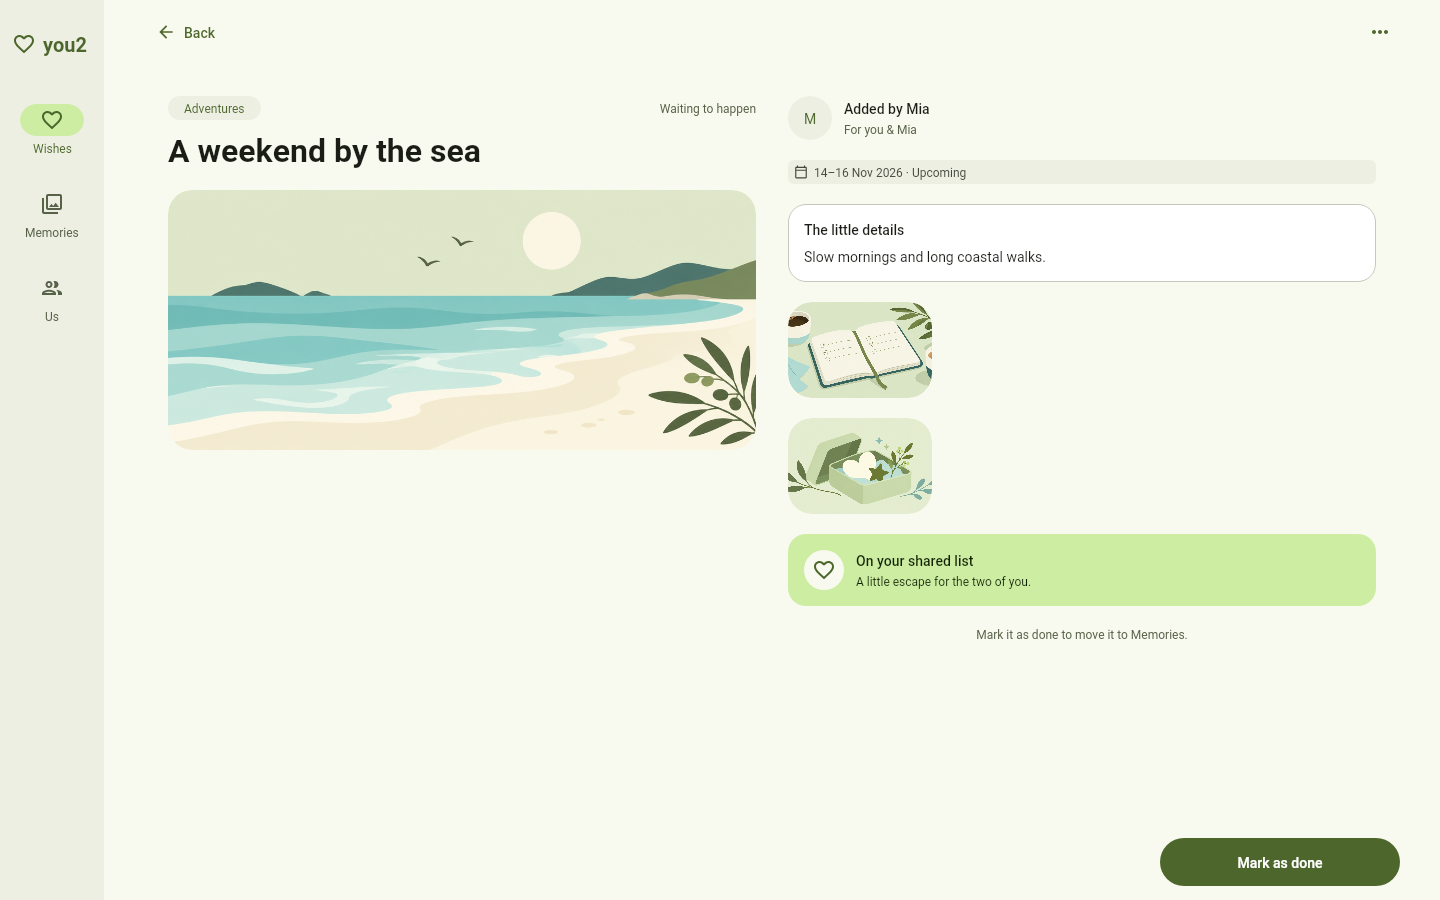 you2
Wishes
Memories
Us
Back
Adventures
Waiting to happen
A weekend by the sea
M
Added by Mia
For you & Mia
14–16 Nov 2026 · Upcoming
The little details
Slow mornings and long coastal walks.
On your shared list
A little escape for the two of you.
Mark it as done to move it to Memories.
Mark as done